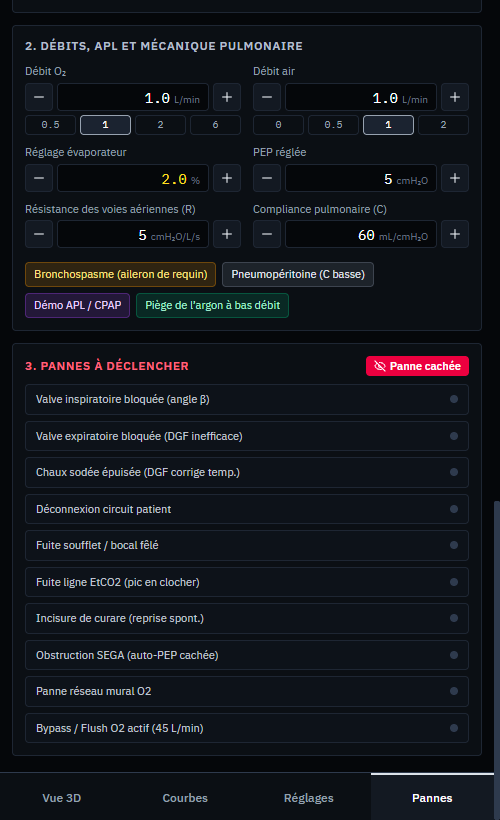 2. DÉBITS, APL ET MÉCANIQUE PULMONAIRE
Débit O₂ Débit air
− 1.0 L/min + − 1.0 L/min +
0.5 1 2 6 0 0.5 1 2
Réglage évaporateur PEP réglée
− 2.0 % + − 5 cmH₂O +
Résistance des voies aériennes (R) Compliance pulmonaire (C)
− 5 cmH₂O/L/s + − 60 mL/cmH₂O +
Bronchospasme (aileron de requin) Pneumopéritoine (C basse)
Démo APL / CPAP Piège de l'argon à bas débit
3. PANNES À DÉCLENCHER Panne cachée
Valve inspiratoire bloquée (angle β)
Valve expiratoire bloquée (DGF inefficace)
Chaux sodée épuisée (DGF corrige temp.)
Déconnexion circuit patient
Fuite soufflet / bocal fêlé
Fuite ligne EtCO2 (pic en clocher)
Incisure de curare (reprise spont.)
Obstruction SEGA (auto-PEP cachée)
Panne réseau mural O2
Bypass / Flush O2 actif (45 L/min)
Vue 3D Courbes Réglages Pannes